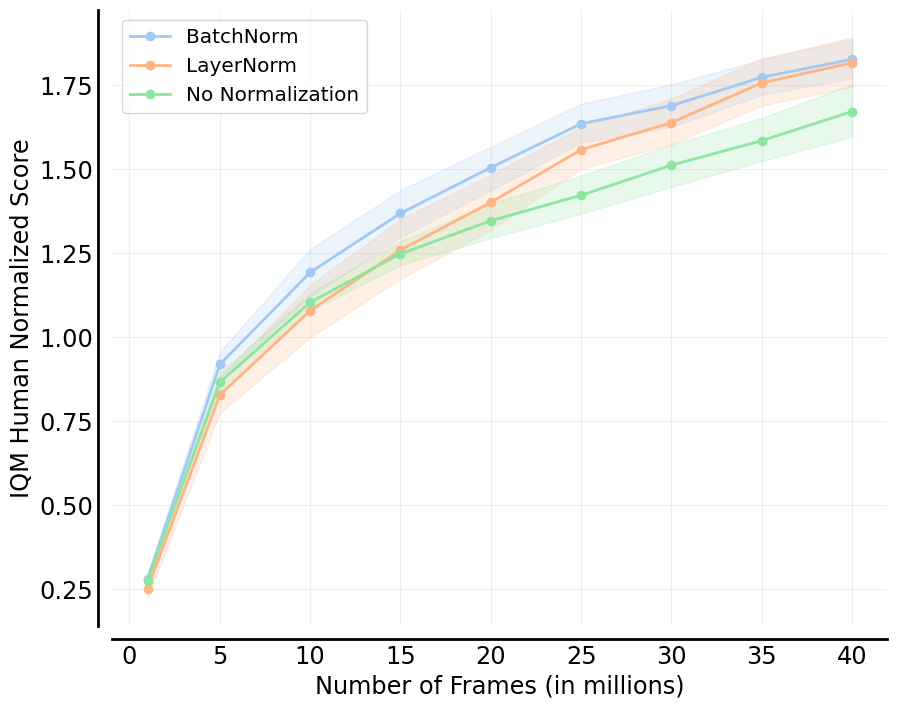 BatchNorm
LayerNorm
No Normalization
IQM Human Normalized Score
1.75
1.50
1.25
1.00
0.75
0.50
0.25
0 5 10 15 20 25 30 35 40
Number of Frames (in millions)